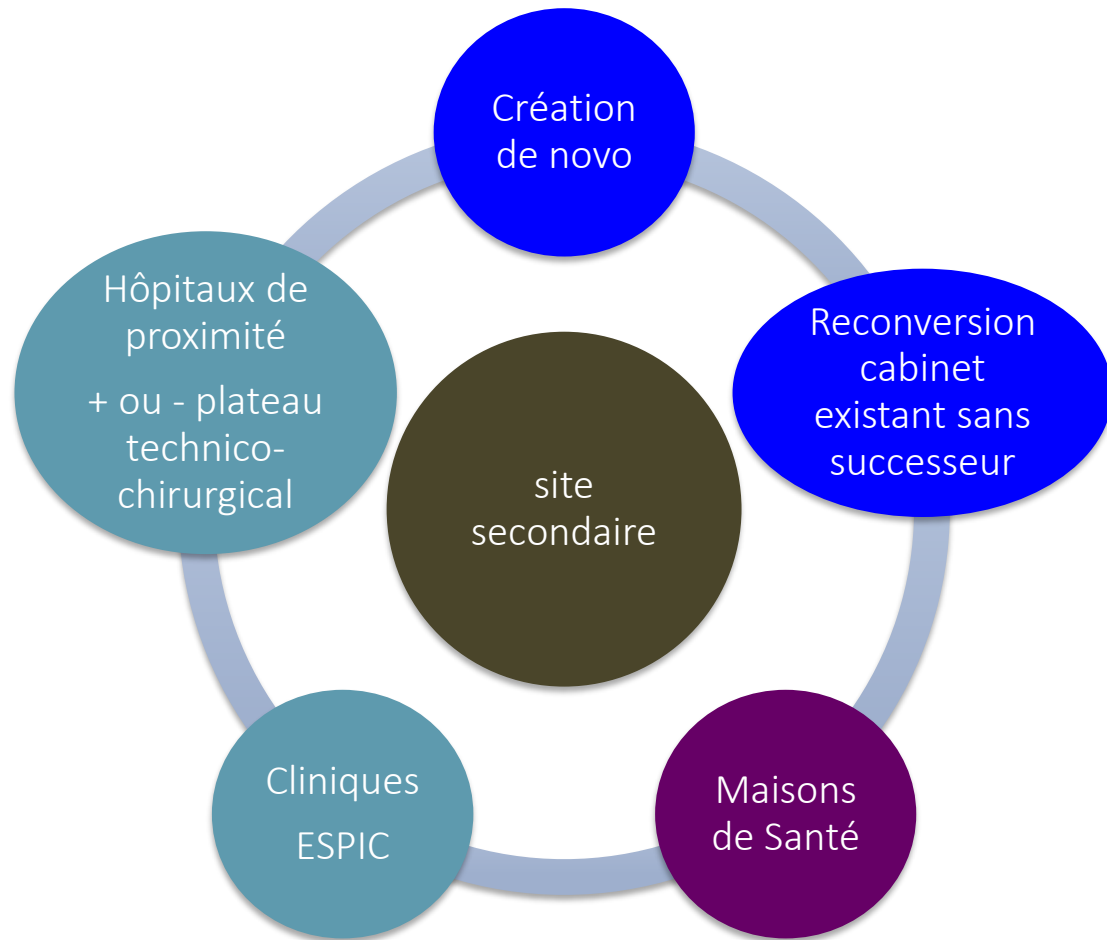 Création
de novo
Reconversion
cabinet
existant sans
successeur
Maisons
de Santé
Cliniques
ESPIC
Hôpitaux de
proximité
+ ou - plateau
technico-
chirurgical
site
secondaire